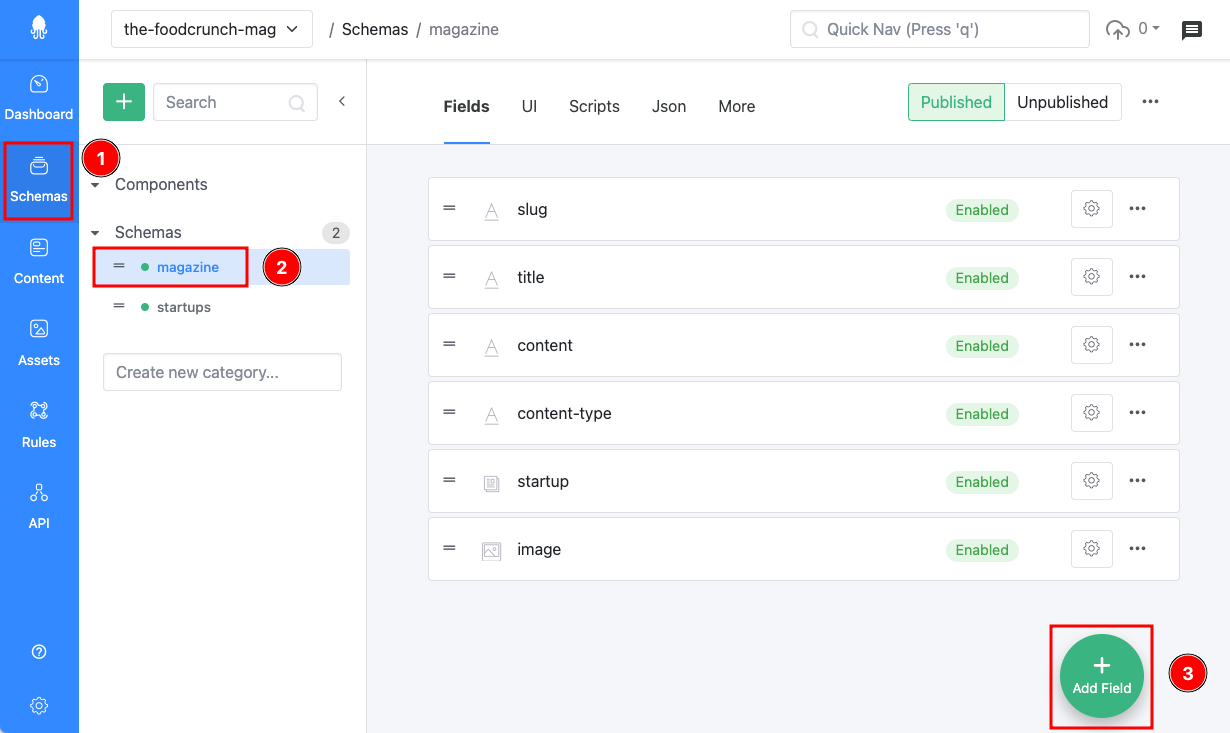 the-foodcrunch-mag / Schemas / magazine
Quick Nav (Press 'q')
0
Dashboard
Schemas
Content
Assets
Rules
API
1
Search
Components
Schemas 2
magazine
2
startups
Create new category...
Fields UI Scripts Json More
Published Unpublished
slug Enabled
title Enabled
content Enabled
content-type Enabled
startup Enabled
image Enabled
Add Field
3